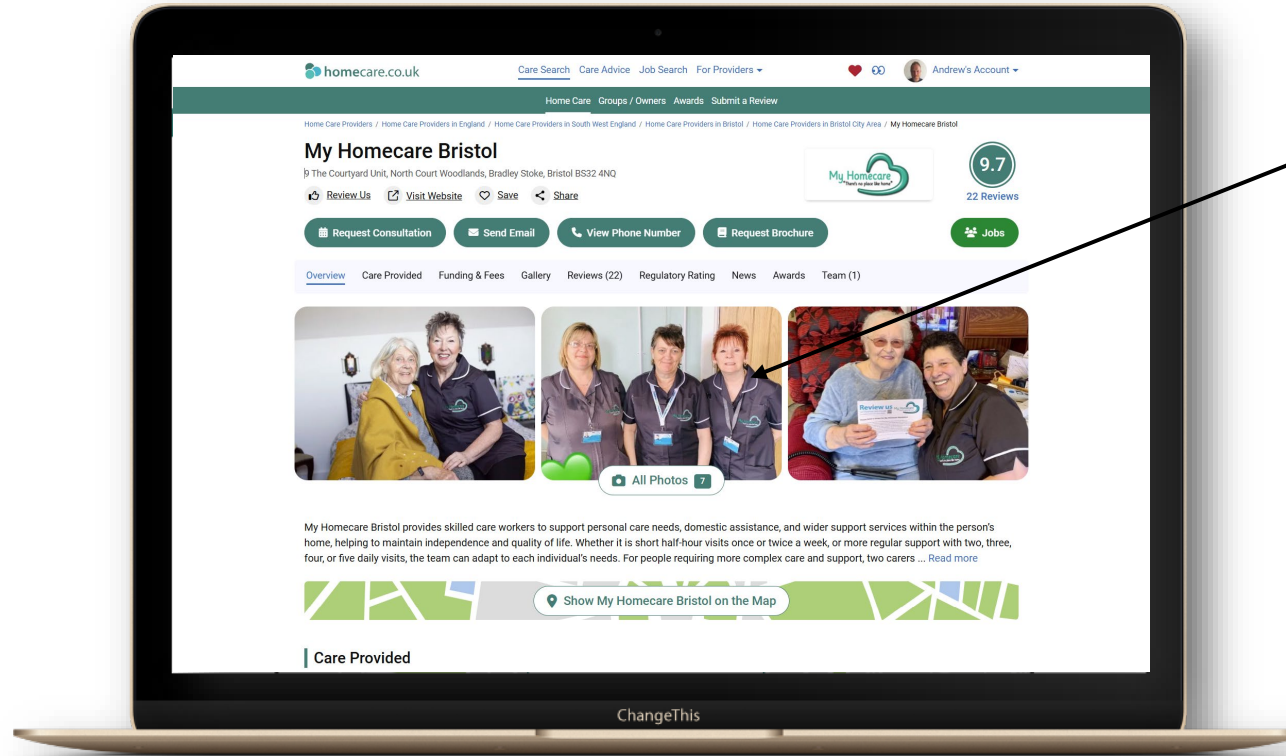 homecare.co.uk
Care Search Care Advice Job Search For Providers Andrew's Account
Home Care Groups / Owners Awards Submit a Review
Home Care Providers / Home Care Providers in England / Home Care Providers in South West England / Home Care Providers in Bristol / Home Care Providers in Bristol City Area / My Homecare Bristol
My Homecare Bristol
9 The Courtyard Unit, North Court Woodlands, Bradley Stoke, Bristol BS32 4NQ
My Homecare
"There's no place like home"
9.7
22 Reviews
Review Us Visit Website Save Share
Request Consultation Send Email View Phone Number Request Brochure Jobs
Overview Care Provided Funding & Fees Gallery Reviews (22) Regulatory Rating News Awards Team (1)
Review us
All Photos 7
My Homecare Bristol provides skilled care workers to support personal care needs, domestic assistance, and wider support services within the person's
home, helping to maintain independence and quality of life. Whether it is short half-hour visits once or twice a week, or more regular support with two, three,
four, or five daily visits, the team can adapt to each individual's needs. For people requiring more complex care and support, two carers ... Read more
Show My Homecare Bristol on the Map
Care Provided
ChangeThis